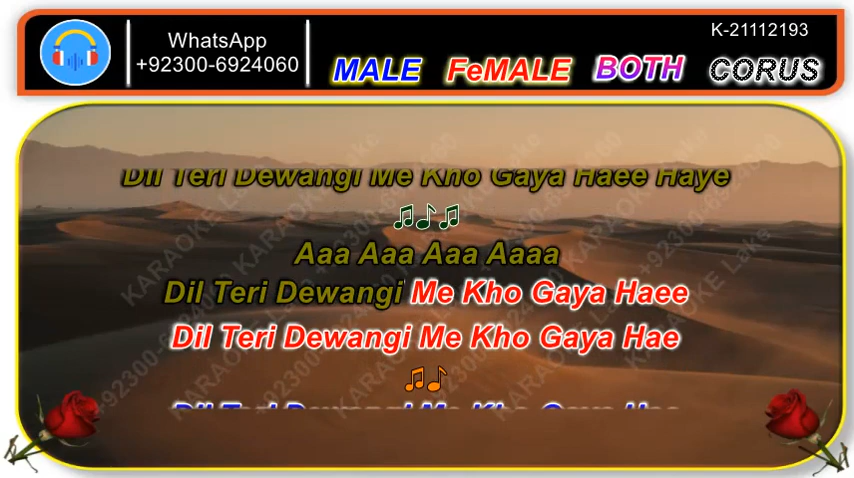 WhatsApp
+92300-6924060
MALE FeMALE BOTH CORUS
K-21112193
Dil Teri Dewangi Me Kho Gaya Haee Haye
Aaa Aaa Aaa Aaaa
Dil Teri Dewangi Me Kho Gaya Haee
Dil Teri Dewangi Me Kho Gaya Hae
Dil Teri Dewangi Me Kho Gaya Hae
KARAOKE Lake
+92300-6924060